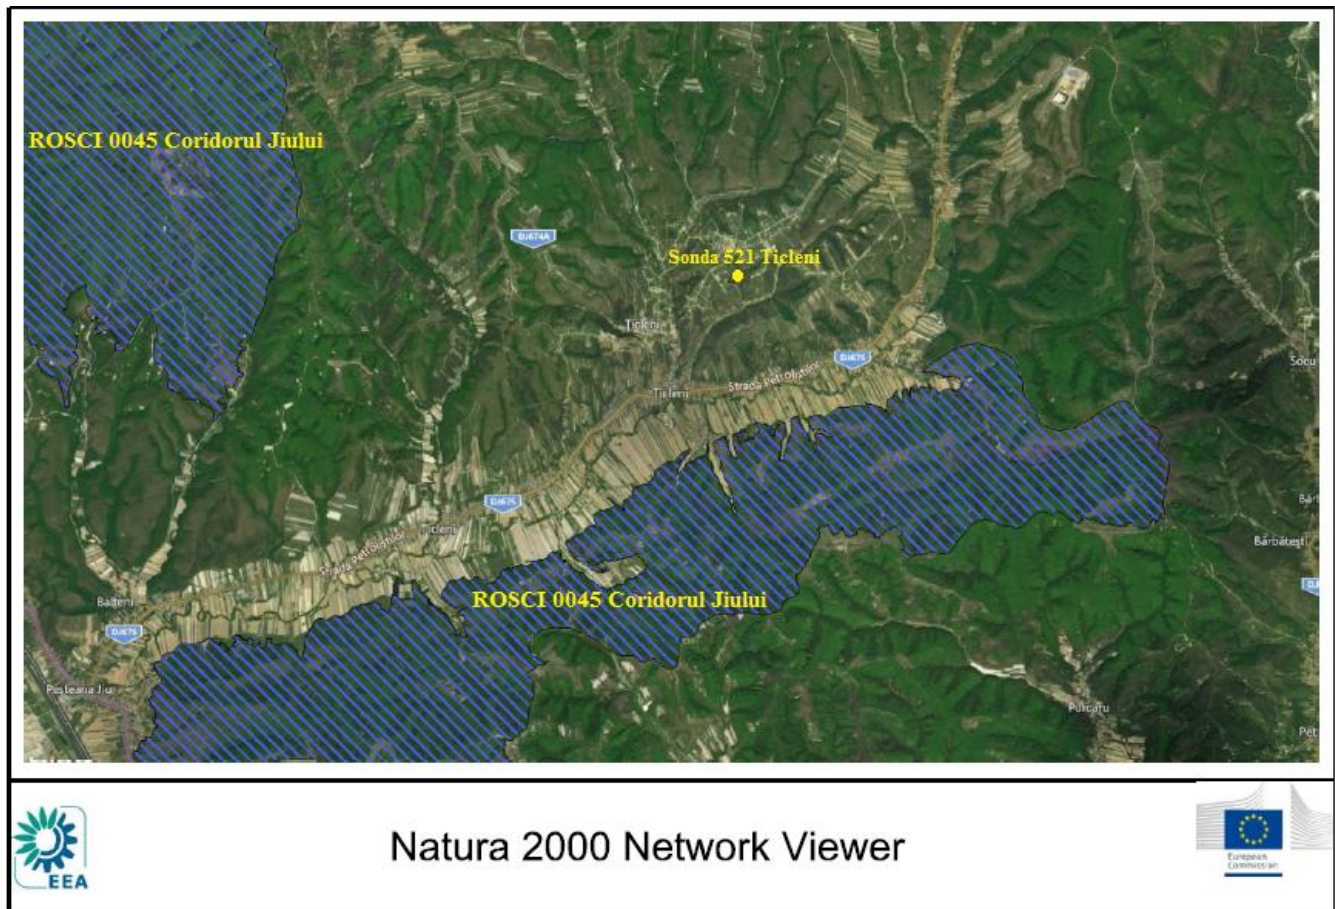 ROSCI 0045 Coridorul Jiului
DJ674A
Sonda 521 Ticleni
Ticleni
DJ675
Socu
Strada Petroliștilor
Ticleni
DJ675
Ticleni
Strada Petroliștilor
Bărbătești
ROSCI 0045 Coridorul Jiului
Bâlteni
DJ675
Peșteana Jiu
Purcaru
Natura 2000 Network Viewer
EEA
European
Commission